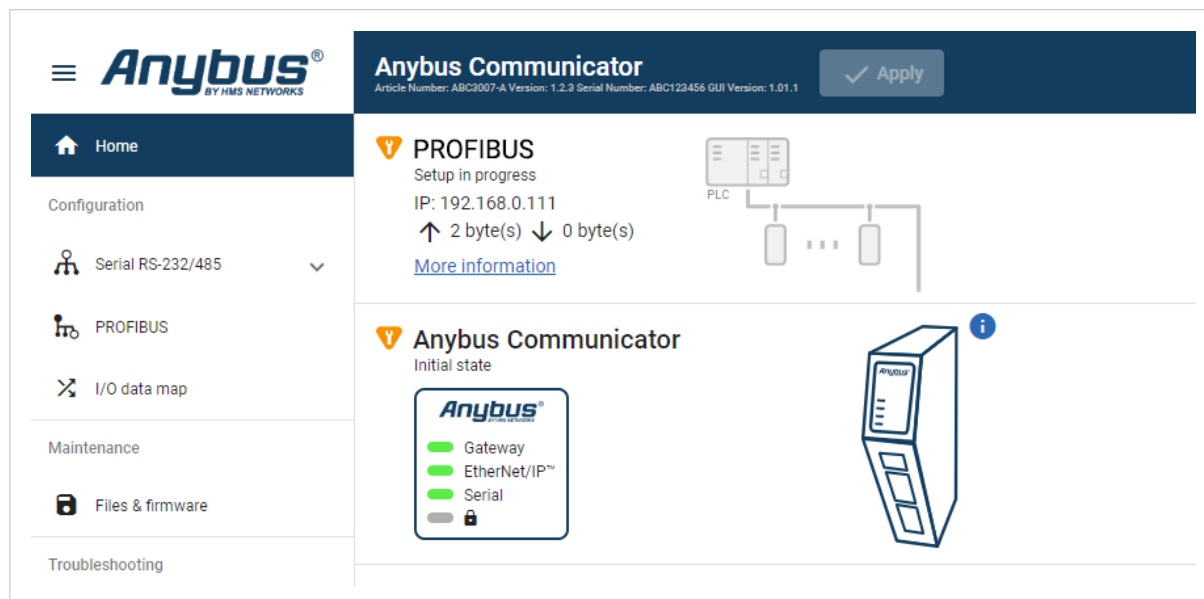 Anybus®
BY HMS NETWORKS
Anybus Communicator
Article Number: ABC3007-A Version: 1.2.3 Serial Number: ABC123456 GUI Version: 1.01.1
Apply
Home
Configuration
Serial RS-232/485
PROFIBUS
I/O data map
Maintenance
Files & firmware
Troubleshooting
PROFIBUS
Setup in progress
IP: 192.168.0.111
↑ 2 byte(s) ↓ 0 byte(s)
More information
PLC
Anybus Communicator
Initial state
Anybus®
BY HMS NETWORKS
Gateway
EtherNet/IP™
Serial
Anybus
i